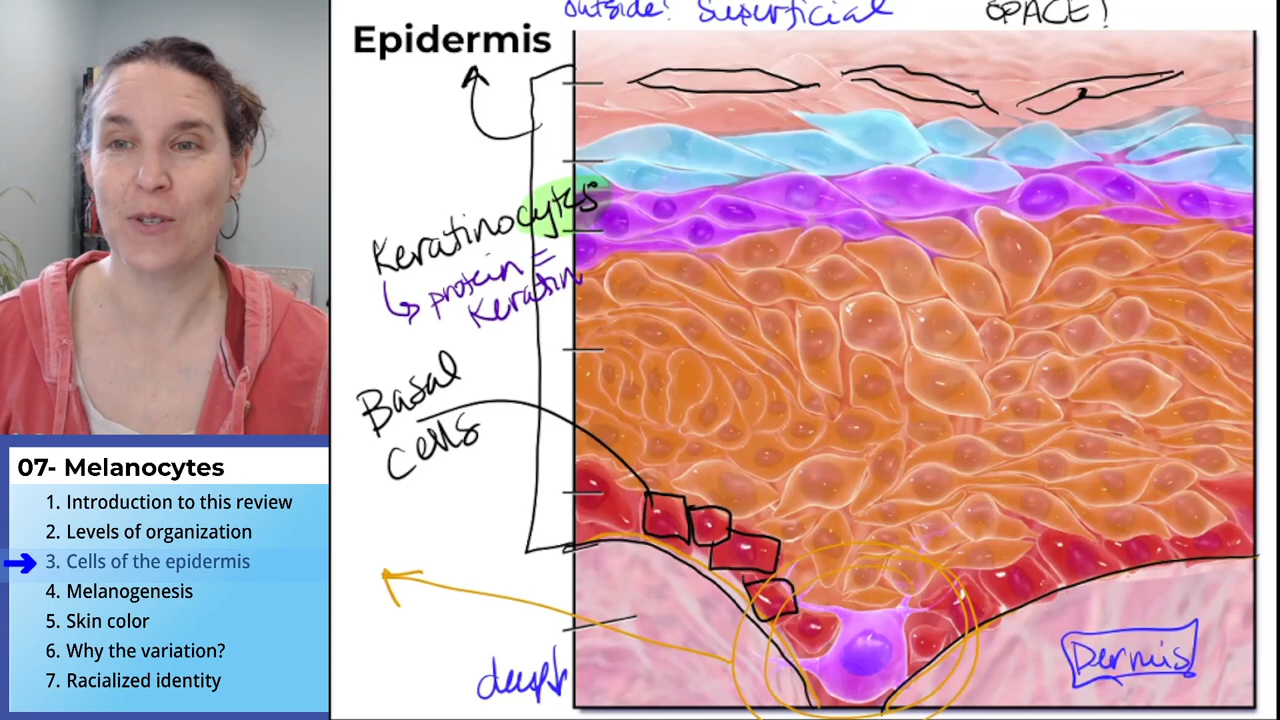 outside! Superficial SPACE!
Epidermis
Keratinocytes
protein =
Keratin
Basal
Cells
Dermis
07- Melanocytes
1. Introduction to this review
2. Levels of organization
3. Cells of the epidermis
4. Melanogenesis
5. Skin color
6. Why the variation?
7. Racialized identity